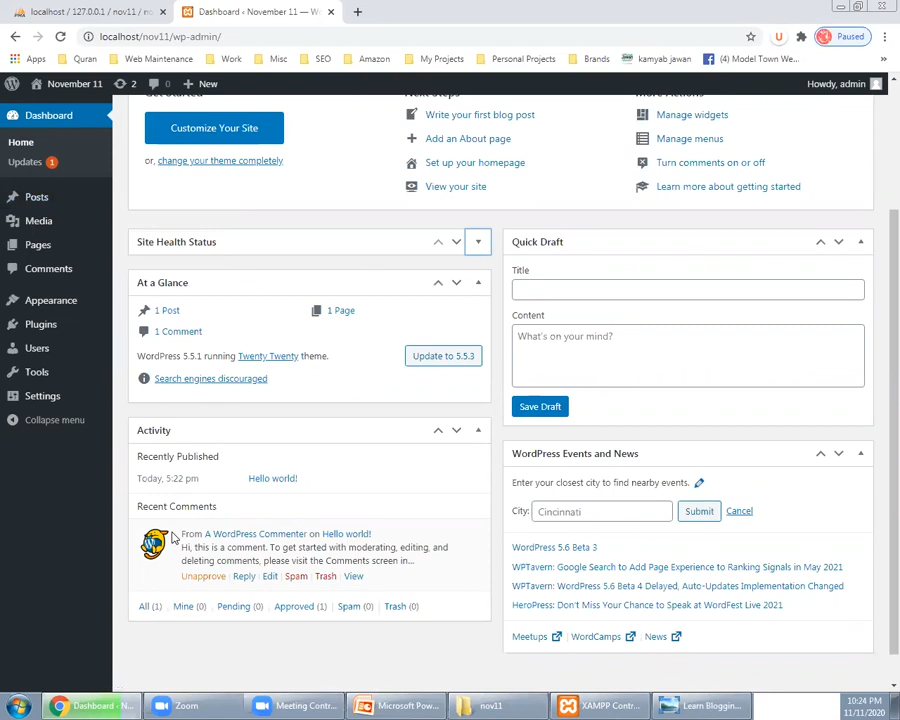 localhost / 127.0.0.1 / nov11 / no
Dashboard ‹ November 11 — W
localhost/nov11/wp-admin/
Paused
Apps
Quran
Web Maintenance
Work
Misc
SEO
Amazon
My Projects
Personal Projects
Brands
kamyab jawan
(4) Model Town We...
November 11
2
0
New
Howdy, admin
Dashboard
Home
Updates 1
Posts
Media
Pages
Comments
Appearance
Plugins
Users
Tools
Settings
Collapse menu
Get Started
Next Steps
More Actions
Customize Your Site
or, change your theme completely
Write your first blog post
Add an About page
Set up your homepage
View your site
Manage widgets
Manage menus
Turn comments on or off
Learn more about getting started
Site Health Status
At a Glance
1 Post
1 Page
1 Comment
WordPress 5.5.1 running Twenty Twenty theme.
Update to 5.5.3
Search engines discouraged
Activity
Recently Published
Today, 5:22 pm
Hello world!
Recent Comments
From A WordPress Commenter on Hello world!
Hi, this is a comment. To get started with moderating, editing, and
deleting comments, please visit the Comments screen in...
Unapprove | Reply | Edit | Spam | Trash | View
All (1) | Mine (0) | Pending (0) | Approved (1) | Spam (0) | Trash (0)
Quick Draft
Title
Content
What's on your mind?
Save Draft
WordPress Events and News
Enter your closest city to find nearby events.
City: Cincinnati
Submit
Cancel
WordPress 5.6 Beta 3
WPTavern: Google Search to Add Page Experience to Ranking Signals in May 2021
WPTavern: WordPress 5.6 Beta 4 Delayed, Auto-Updates Implementation Changed
HeroPress: Don't Miss Your Chance to Speak at WordFest Live 2021
Meetups | WordCamps | News
Dashboard ‹ N...
Zoom
Meeting Contr...
Microsoft Pow...
nov11
XAMPP Contr...
Learn Bloggin...
10:24 PM
11/11/2020